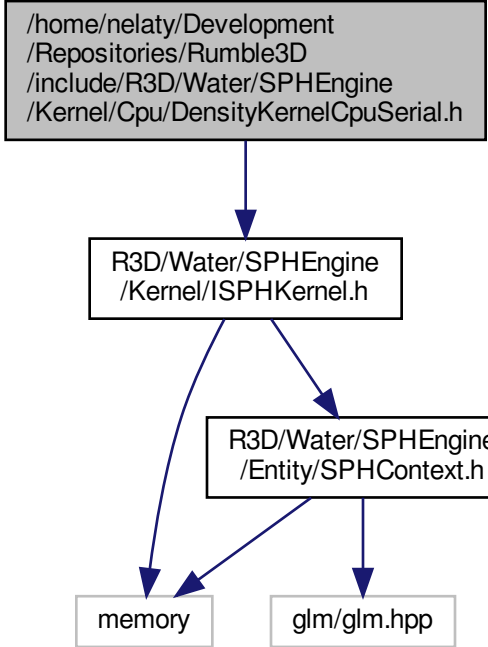 /home/nelaty/Development
/Repositories/Rumble3D
/include/R3D/Water/SPHEngine
/Kernel/Cpu/DensityKernelCpuSerial.h
R3D/Water/SPHEngine
/Kernel/ISPHKernel.h
R3D/Water/SPHEngine
/Entity/SPHContext.h
memory
glm/glm.hpp